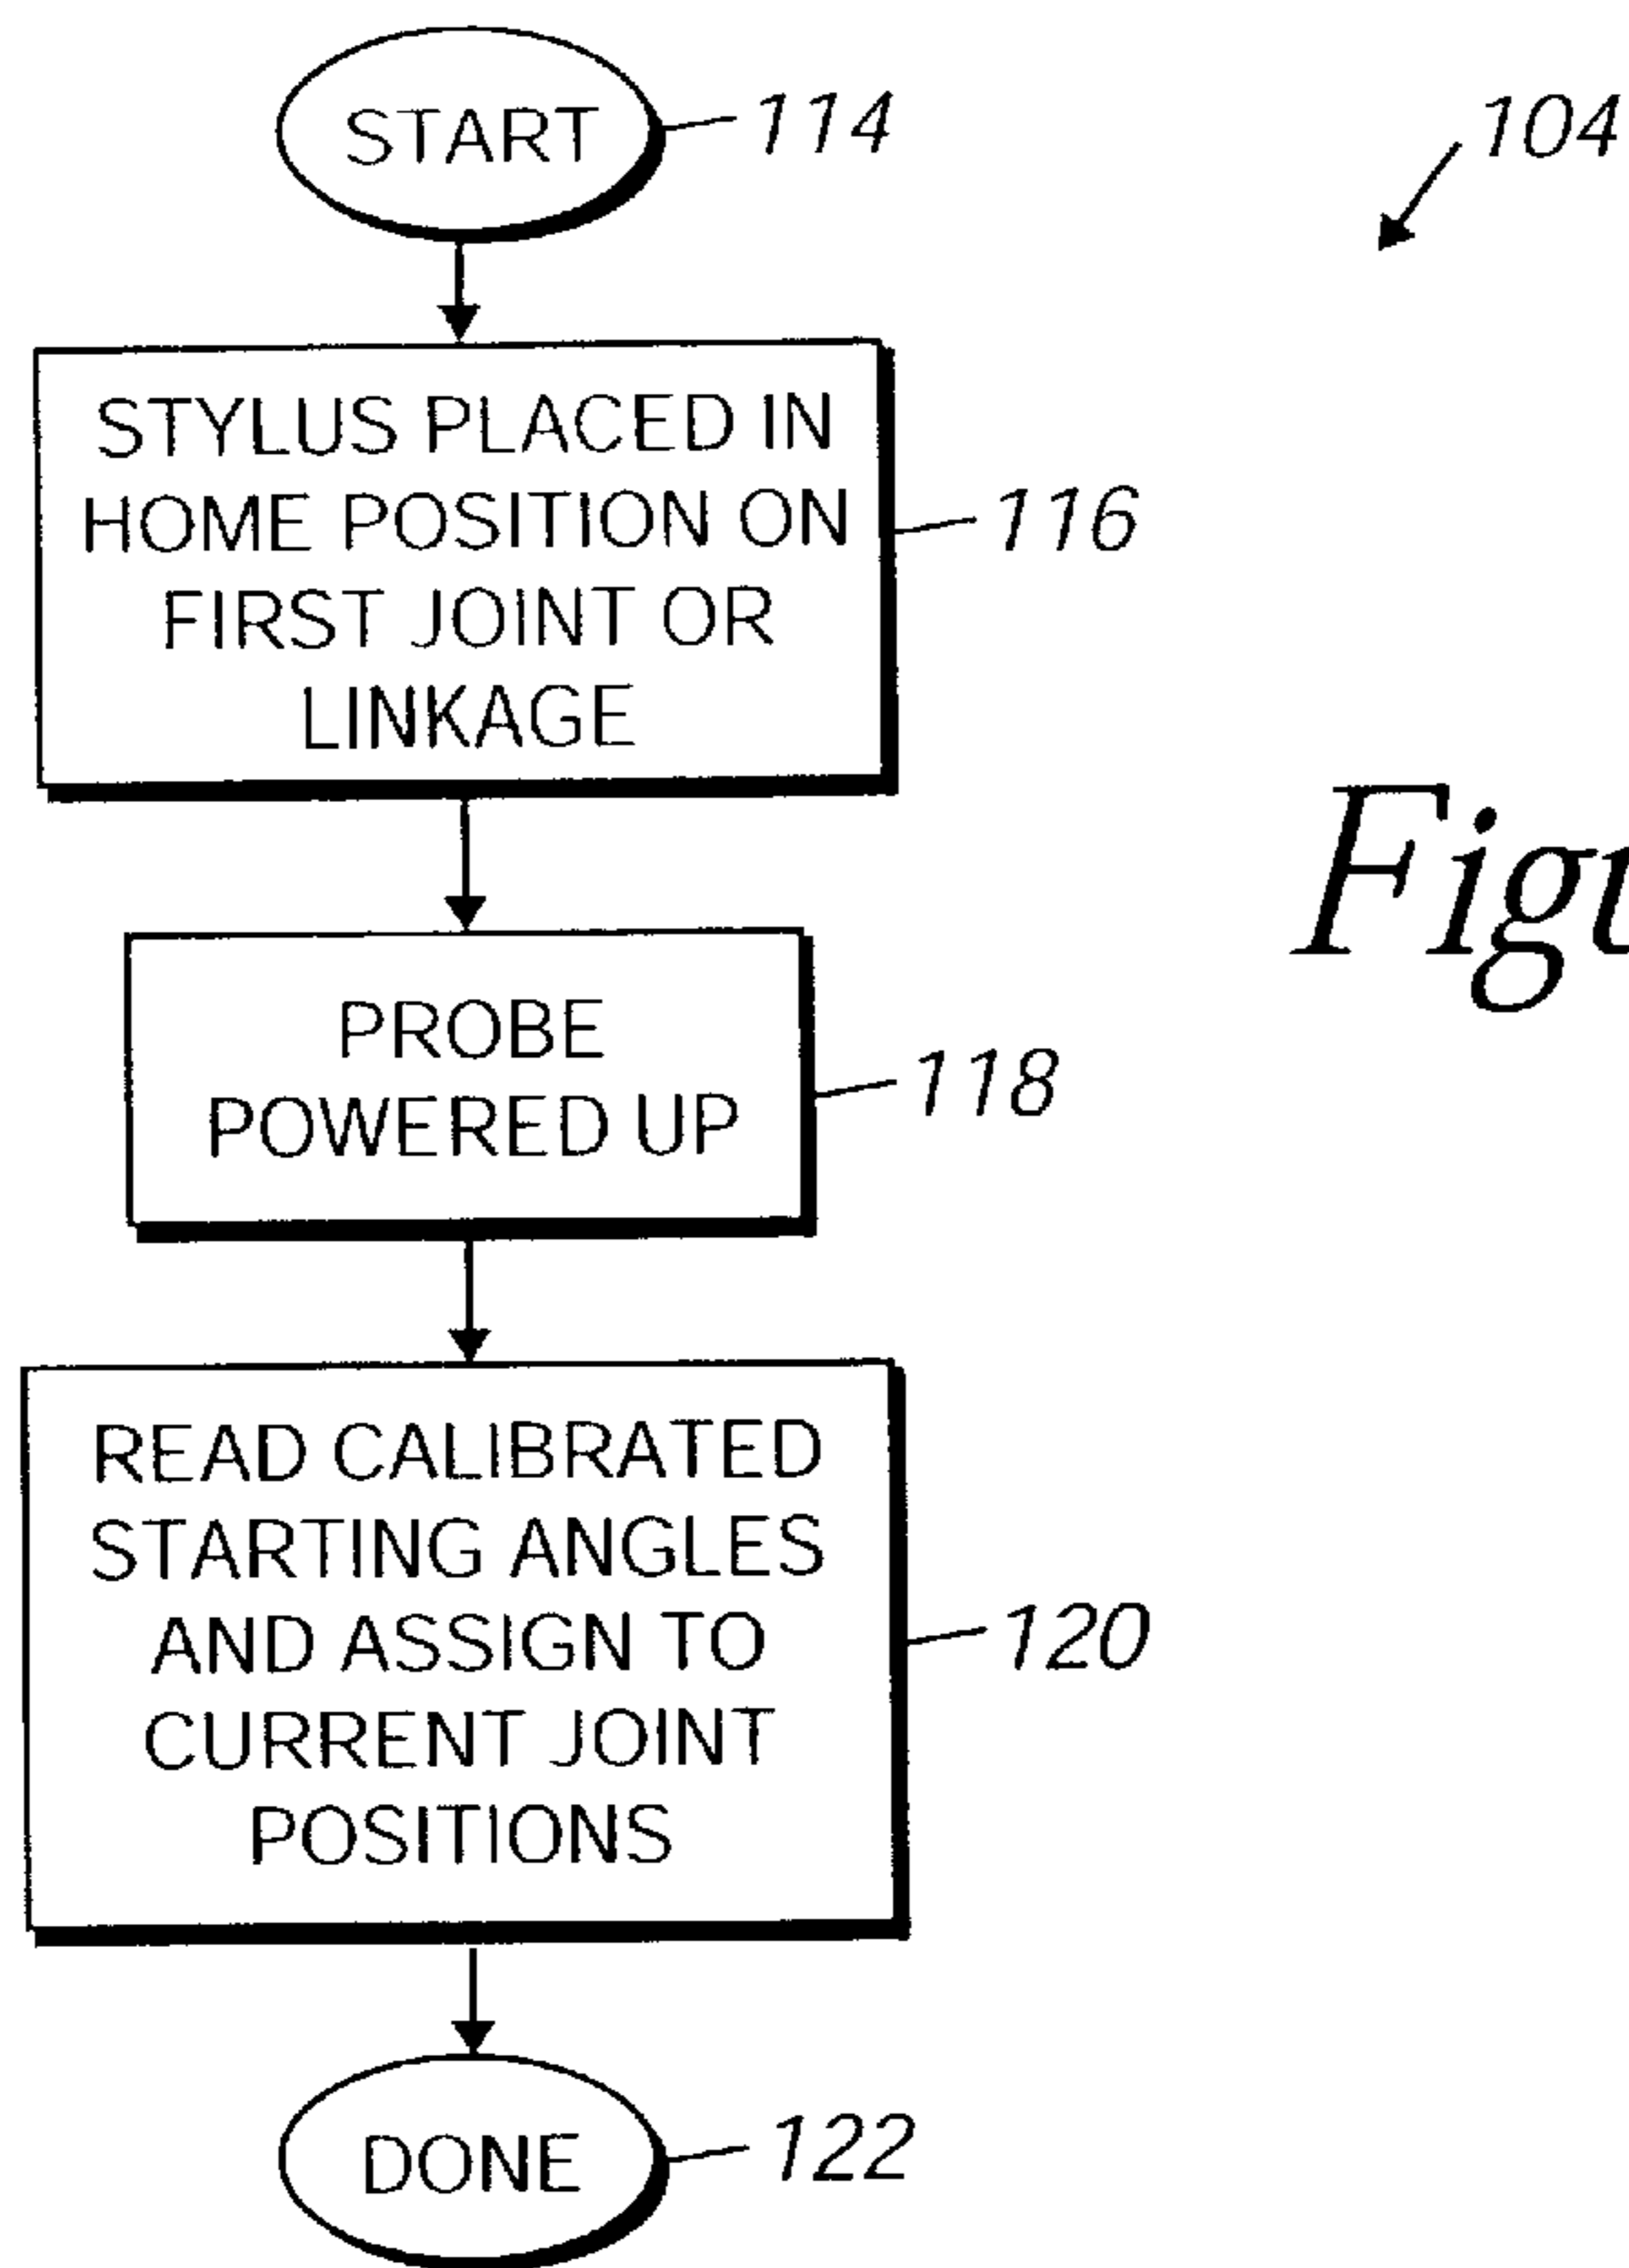 START
114
104
STYLUS PLACED IN
HOME POSITION ON
FIRST JOINT OR
LINKAGE
116
PROBE
POWERED UP
118
READ CALIBRATED
STARTING ANGLES
AND ASSIGN TO
CURRENT JOINT
POSITIONS
120
DONE
122